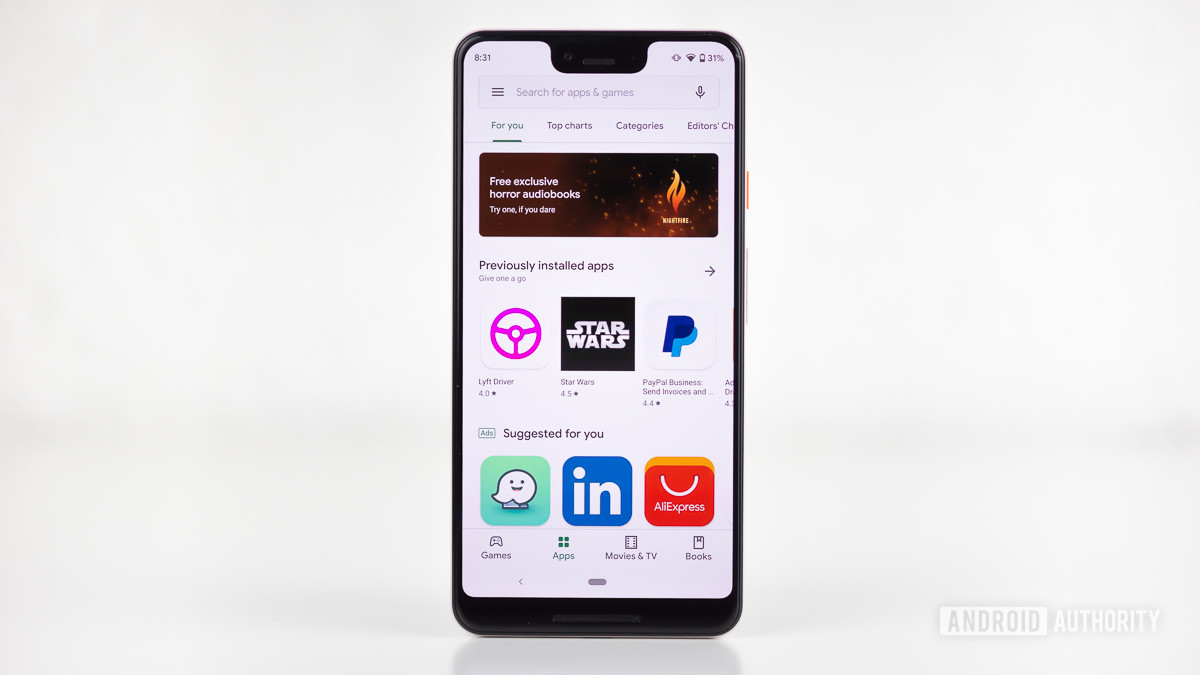 8:31
31%
Search for apps & games
For you Top charts Categories Editors' Ch
Free exclusive
horror audiobooks
Try one, if you dare
NIGHTFIRE
Previously installed apps
Give one a go
STAR
WARS
Lyft Driver
4.0 ★
Star Wars
4.5 ★
PayPal Business:
Send Invoices and ...
4.4 ★
Ad
Dr
4.3
Ads Suggested for you
in
AliExpress
Games Apps Movies & TV Books
ANDROID AUTHORITY